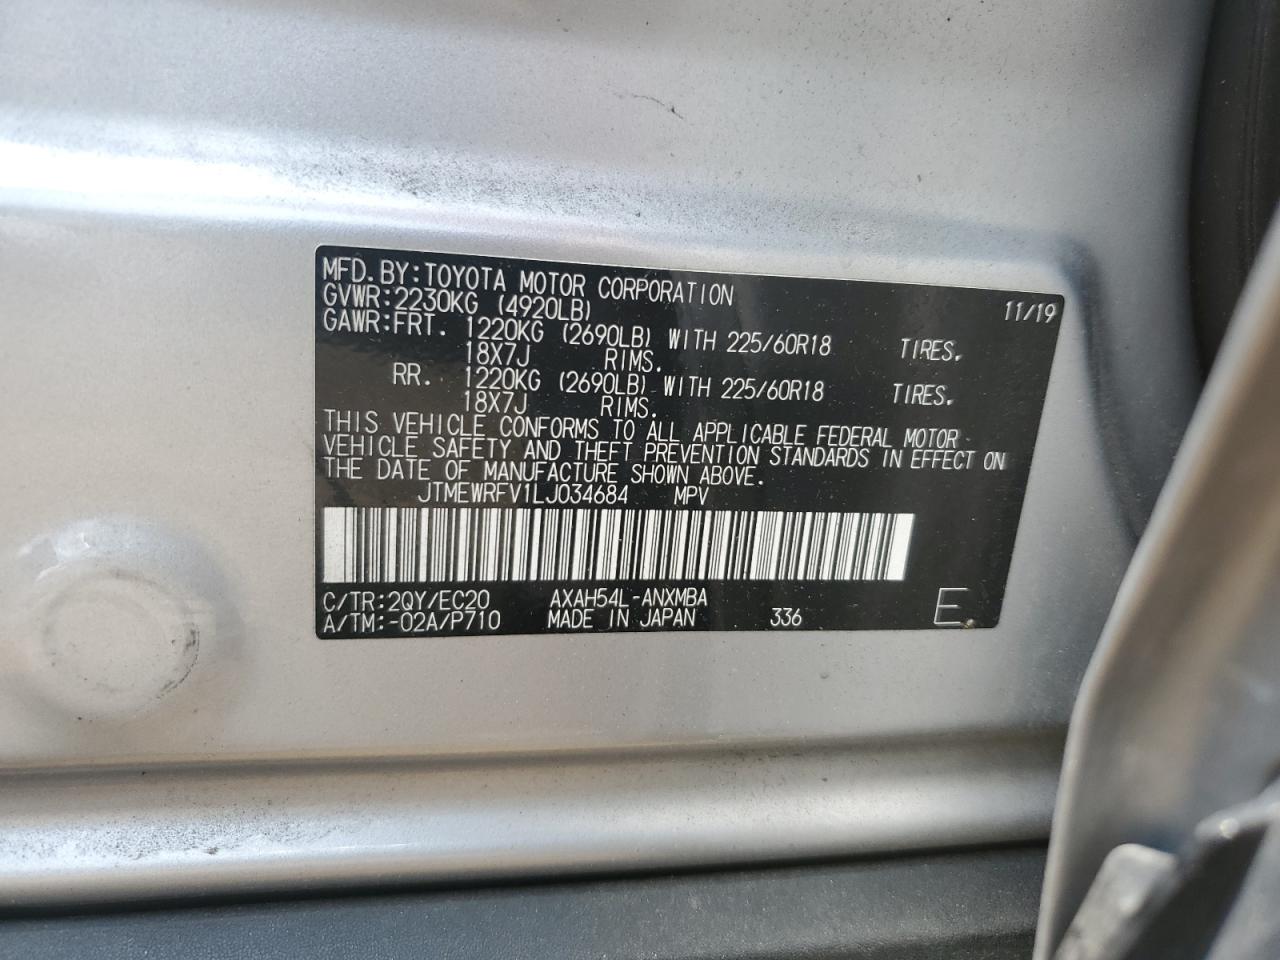 MFD.BY:TOYOTA MOTOR CORPORATION 11/19
GVWR:2230KG (4920LB)
GAWR:FRT. 1220KG (2690LB) WITH 225/60R18 TIRES.
18X7J RIMS.
RR. 1220KG (2690LB) WITH 225/60R18 TIRES.
18X7J RIMS.
THIS VEHICLE CONFORMS TO ALL APPLICABLE FEDERAL MOTOR
VEHICLE SAFETY AND THEFT PREVENTION STANDARDS IN EFFECT ON
THE DATE OF MANUFACTURE SHOWN ABOVE.
JTMEWRFV1LJ034684 MPV
C/TR:2QY/EC20 AXAH54L-ANXMBA
A/TM:-02A/P710 MADE IN JAPAN 336 E.